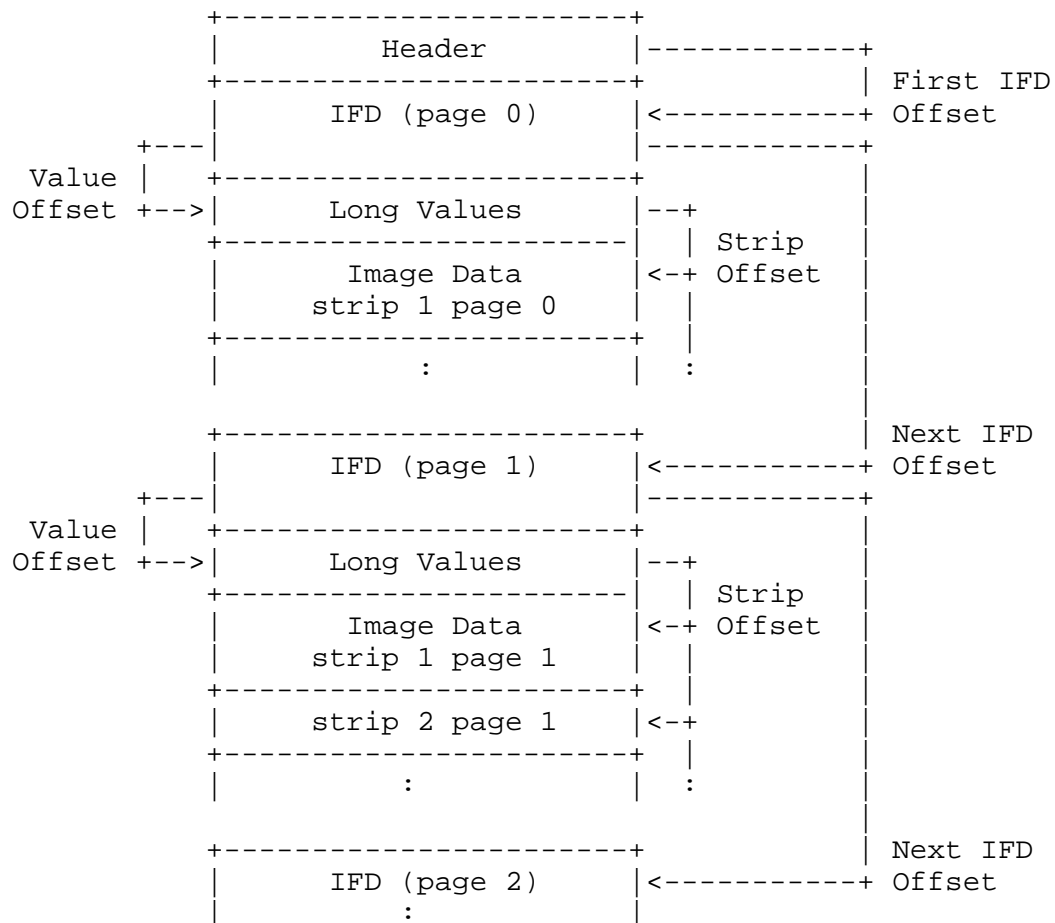 +-----------------------+
          |         Header        |------------+
          +-----------------------+            | First IFD
          |      IFD (page 0)     |<-----------+ Offset
      +---|                       |------------+
Value |   +-----------------------+            |
Offset +-->|      Long Values      |--+         |
          +-----------------------|  | Strip   |
          |       Image Data      |<-+ Offset  |
          |     strip 1 page 0    |  |         |
          +-----------------------+  |         |
          |           :           |  :         |
                                               |
          +-----------------------+            | Next IFD
          |      IFD (page 1)     |<-----------+ Offset
      +---|                       |------------+
Value |   +-----------------------+            |
Offset +-->|      Long Values      |--+         |
          +-----------------------|  | Strip   |
          |       Image Data      |<-+ Offset  |
          |     strip 1 page 1    |  |         |
          +-----------------------+  |         |
          |     strip 2 page 1    |<-+         |
          +-----------------------+  |         |
          |          :            |  :         |
                                               |
          +-----------------------+            | Next IFD
          |      IFD (page 2)     |<-----------+ Offset
          |          :            |